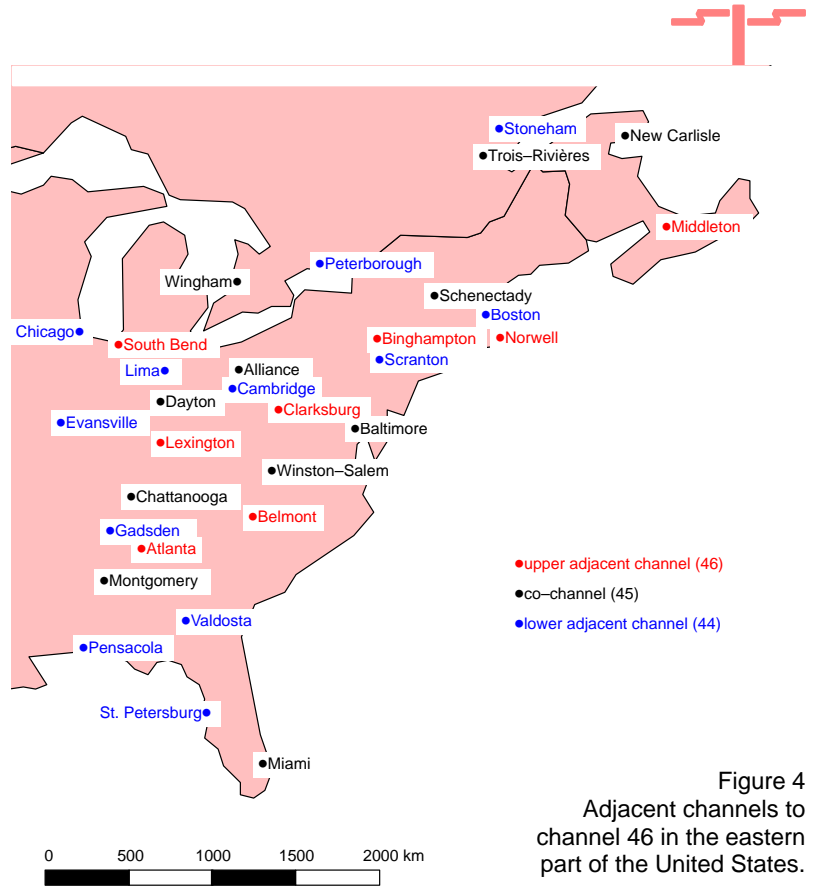 Stoneham
New Carlisle
Trois–Rivières
Middleton
Peterborough
Wingham
Schenectady
Boston
Chicago
South Bend
Binghampton
Norwell
Scranton
Lima
Alliance
Cambridge
Dayton
Clarksburg
Evansville
Baltimore
Lexington
Winston–Salem
Chattanooga
Belmont
Gadsden
Atlanta
upper adjacent channel (46)
Montgomery
co–channel (45)
Valdosta
lower adjacent channel (44)
Pensacola
St. Petersburg
Miami
Figure 4
Adjacent channels to
channel 46 in the eastern
part of the United States.
0 500 1000 1500 2000 km